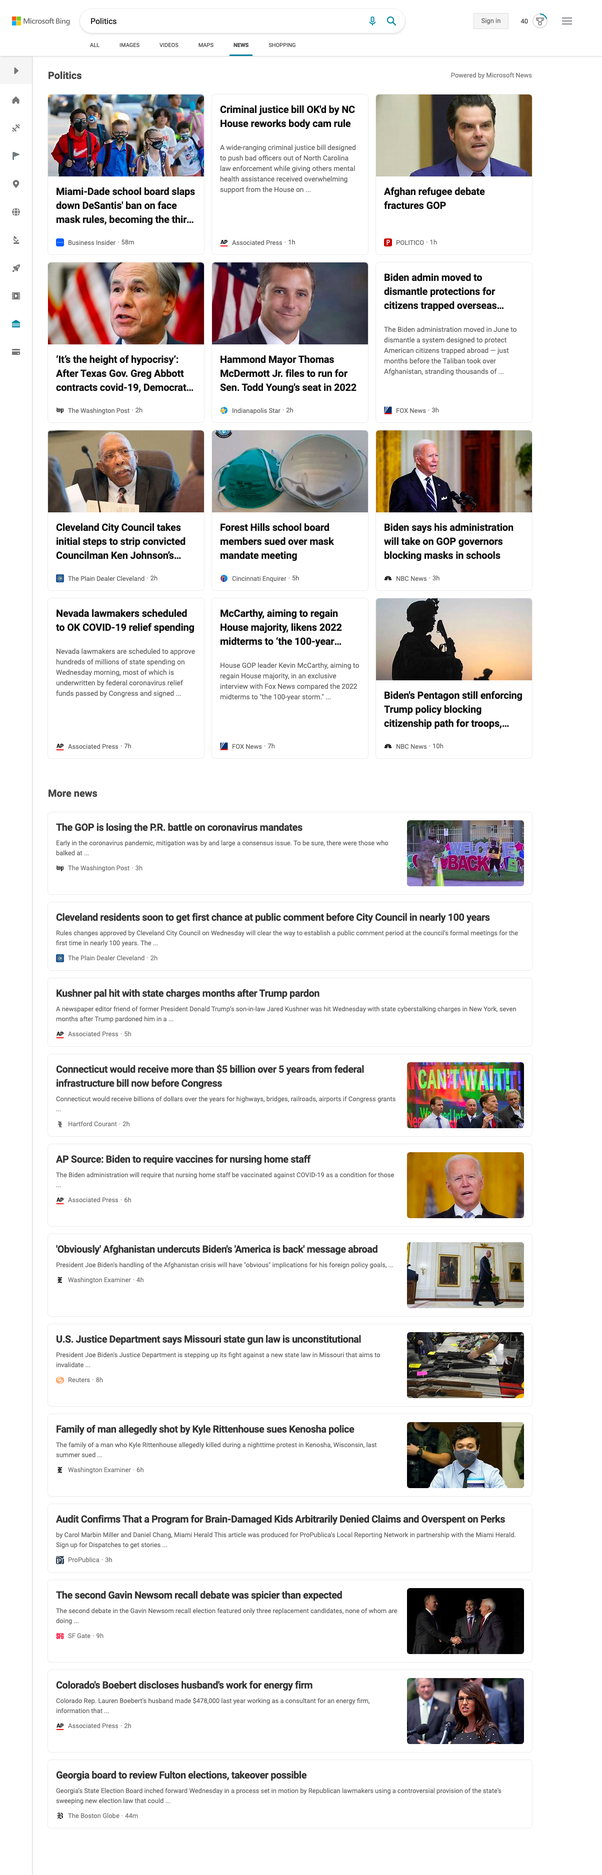 Microsoft Bing
Politics
Sign in
40
ALL
IMAGES
VIDEOS
MAPS
NEWS
SHOPPING
Politics
Powered by Microsoft News
Miami-Dade school board slaps
down DeSantis' ban on face
mask rules, becoming the thir...
Business Insider · 58m
Criminal justice bill OK'd by NC
House reworks body cam rule
A wide-ranging criminal justice bill designed
to push bad officers out of North Carolina
law enforcement while giving others mental
health assistance received overwhelming
support from the House on ...
AP Associated Press · 1h
Afghan refugee debate
fractures GOP
P POLITICO · 1h
'It's the height of hypocrisy':
After Texas Gov. Greg Abbott
contracts covid-19, Democrat...
wp The Washington Post · 2h
Hammond Mayor Thomas
McDermott Jr. files to run for
Sen. Todd Young's seat in 2022
Indianapolis Star · 2h
Biden admin moved to
dismantle protections for
citizens trapped overseas...
The Biden administration moved in June to
dismantle a system designed to protect
American citizens trapped abroad — just
months before the Taliban took over
Afghanistan, stranding thousands of ...
FOX News · 3h
Cleveland City Council takes
initial steps to strip convicted
Councilman Ken Johnson's...
The Plain Dealer Cleveland · 2h
Forest Hills school board
members sued over mask
mandate meeting
Cincinnati Enquirer · 5h
Biden says his administration
will take on GOP governors
blocking masks in schools
NBC News · 3h
Nevada lawmakers scheduled
to OK COVID-19 relief spending
Nevada lawmakers are scheduled to approve
hundreds of millions of state spending on
Wednesday morning, most of which is
underwritten by federal coronavirus relief
funds passed by Congress and signed ...
AP Associated Press · 7h
McCarthy, aiming to regain
House majority, likens 2022
midterms to 'the 100-year...
House GOP leader Kevin McCarthy, aiming to
regain House majority, in an exclusive
interview with Fox News compared the 2022
midterms to "the 100-year storm." ...
FOX News · 7h
Biden's Pentagon still enforcing
Trump policy blocking
citizenship path for troops,...
NBC News · 10h
More news
The GOP is losing the P.R. battle on coronavirus mandates
Early in the coronavirus pandemic, mitigation was by and large a consensus issue. To be sure, there were those who
balked at ...
wp The Washington Post · 3h
WELCOME
BACK
Cleveland residents soon to get first chance at public comment before City Council in nearly 100 years
Rules changes approved by Cleveland City Council on Wednesday will clear the way to establish a public comment period at the council's formal meetings for the
first time in nearly 100 years. The ...
The Plain Dealer Cleveland · 2h
Kushner pal hit with state charges months after Trump pardon
A newspaper editor friend of former President Donald Trump's son-in-law Jared Kushner was hit Wednesday with state cyberstalking charges in New York, seven
months after Trump pardoned him in a ...
AP Associated Press · 5h
Connecticut would receive more than $5 billion over 5 years from federal
infrastructure bill now before Congress
Connecticut would receive billions of dollars over the years for highways, bridges, railroads, airports if Congress grants
...
Hartford Courant · 2h
CAN'T WAIT!
AP Source: Biden to require vaccines for nursing home staff
The Biden administration will require that nursing home staff be vaccinated against COVID-19 as a condition for those
...
AP Associated Press · 6h
'Obviously' Afghanistan undercuts Biden's 'America is back' message abroad
President Joe Biden's handling of the Afghanistan crisis will have "obvious" implications for his foreign policy goals, ...
Washington Examiner · 4h
U.S. Justice Department says Missouri state gun law is unconstitutional
President Joe Biden's Justice Department is stepping up its fight against a new state law in Missouri that aims to
invalidate ...
Reuters · 8h
Family of man allegedly shot by Kyle Rittenhouse sues Kenosha police
The family of a man who Kyle Rittenhouse allegedly killed during a nighttime protest in Kenosha, Wisconsin, last
summer sued ...
Washington Examiner · 6h
Audit Confirms That a Program for Brain-Damaged Kids Arbitrarily Denied Claims and Overspent on Perks
by Carol Marbin Miller and Daniel Chang, Miami Herald This article was produced for ProPublica's Local Reporting Network in partnership with the Miami Herald.
Sign up for Dispatches to get stories ...
ProPublica · 3h
The second Gavin Newsom recall debate was spicier than expected
The second debate in the Gavin Newsom recall election featured only three replacement candidates, none of whom are
doing ...
SF Gate · 9h
Colorado's Boebert discloses husband's work for energy firm
Colorado Rep. Lauren Boebert's husband made $478,000 last year working as a consultant for an energy firm,
information that ...
AP Associated Press · 2h
Georgia board to review Fulton elections, takeover possible
Georgia's State Election Board inched forward Wednesday in a process set in motion by Republican lawmakers using a controversial provision of the state's
sweeping new election law that could ...
The Boston Globe · 44m